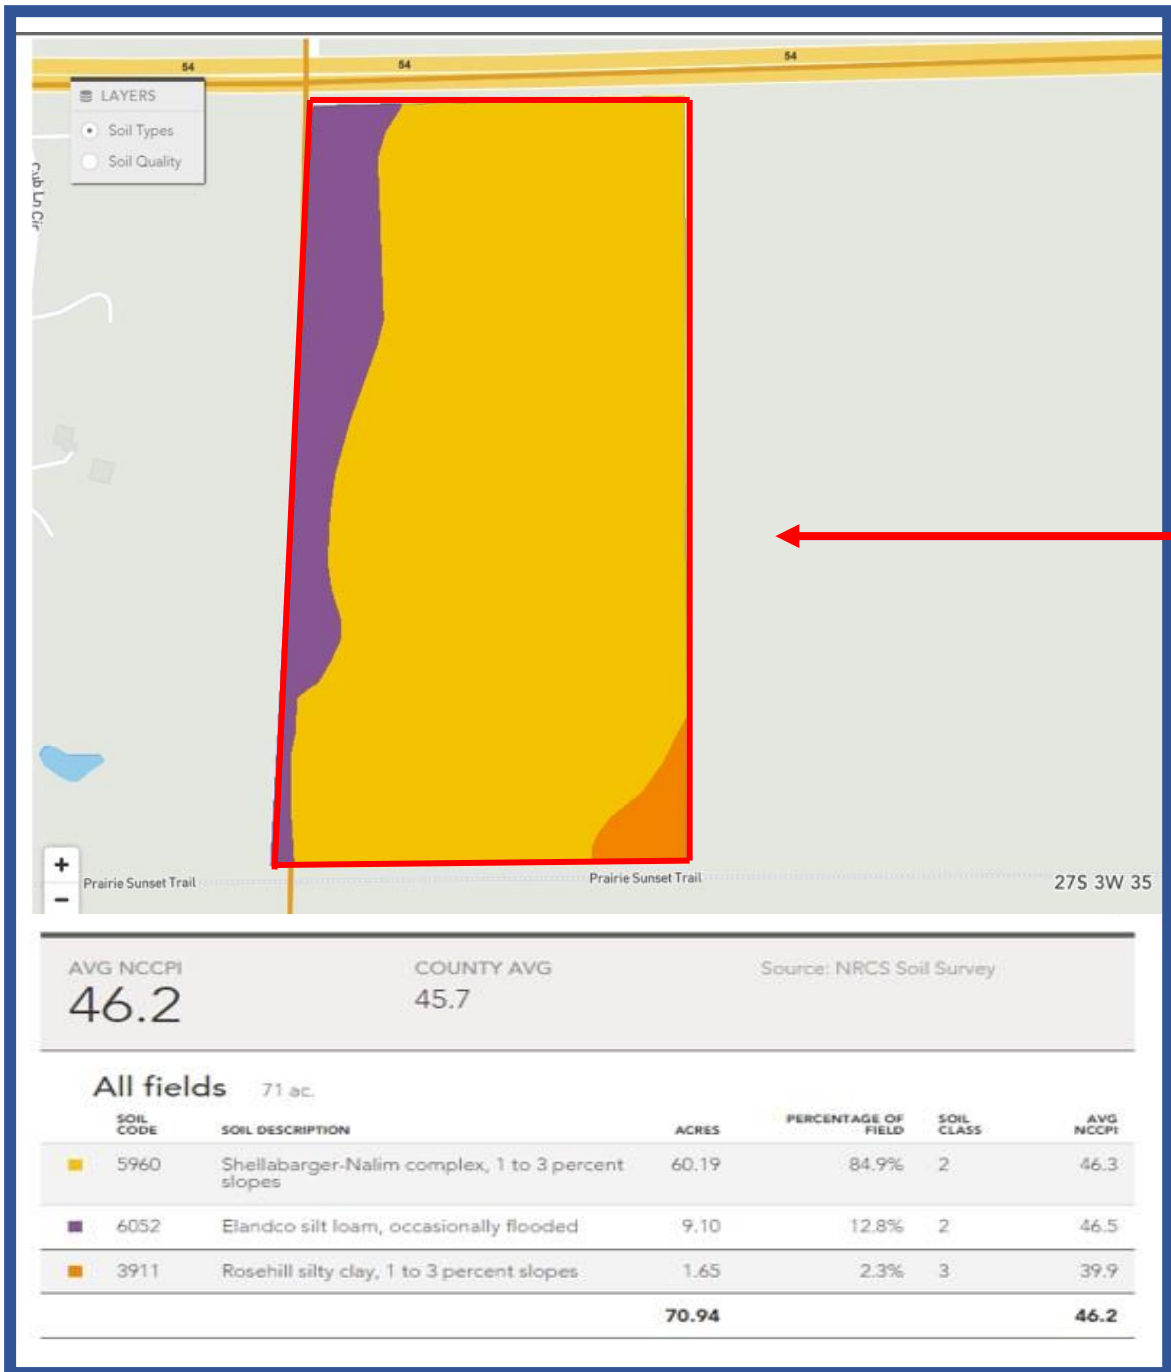 54
54
54
LAYERS
Soil Types
Soil Quality
Cub Ln Cir
+
−
Prairie Sunset Trail
Prairie Sunset Trail
27S 3W 35
AVG NCCPI
46.2
COUNTY AVG
45.7
Source: NRCS Soil Survey
All fields 71 ac.
SOIL CODE SOIL DESCRIPTION ACRES PERCENTAGE OF FIELD SOIL CLASS AVG NCCPI
5960 Shellabarger-Nalim complex, 1 to 3 percent slopes 60.19 84.9% 2 46.3
6052 Elandco silt loam, occasionally flooded 9.10 12.8% 2 46.5
3911 Rosehill silty clay, 1 to 3 percent slopes 1.65 2.3% 3 39.9
70.94 46.2